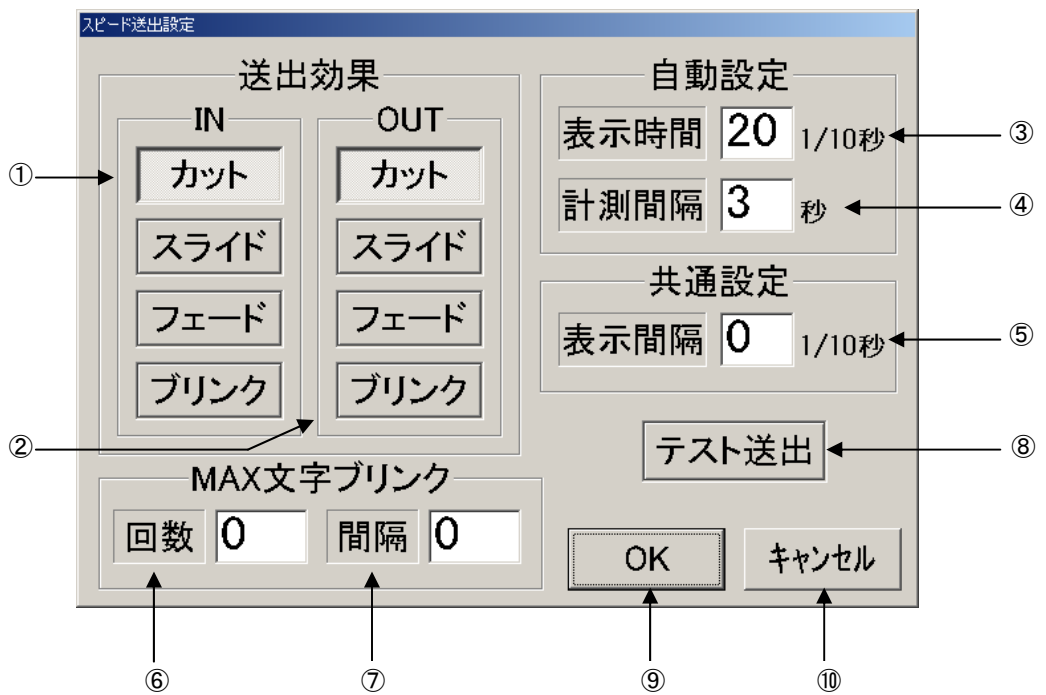 スピード送出設定
送出効果
IN
OUT
① カット
カット
スライド
スライド
フェード
フェード
ブリンク
ブリンク
②
自動設定
表示時間 20 1/10秒 ③
計測間隔 3 秒 ④
共通設定
表示間隔 0 1/10秒 ⑤
テスト送出 ⑧
MAX文字ブリンク
回数 0 間隔 0
OK キャンセル
⑥ ⑦ ⑨ ⑩